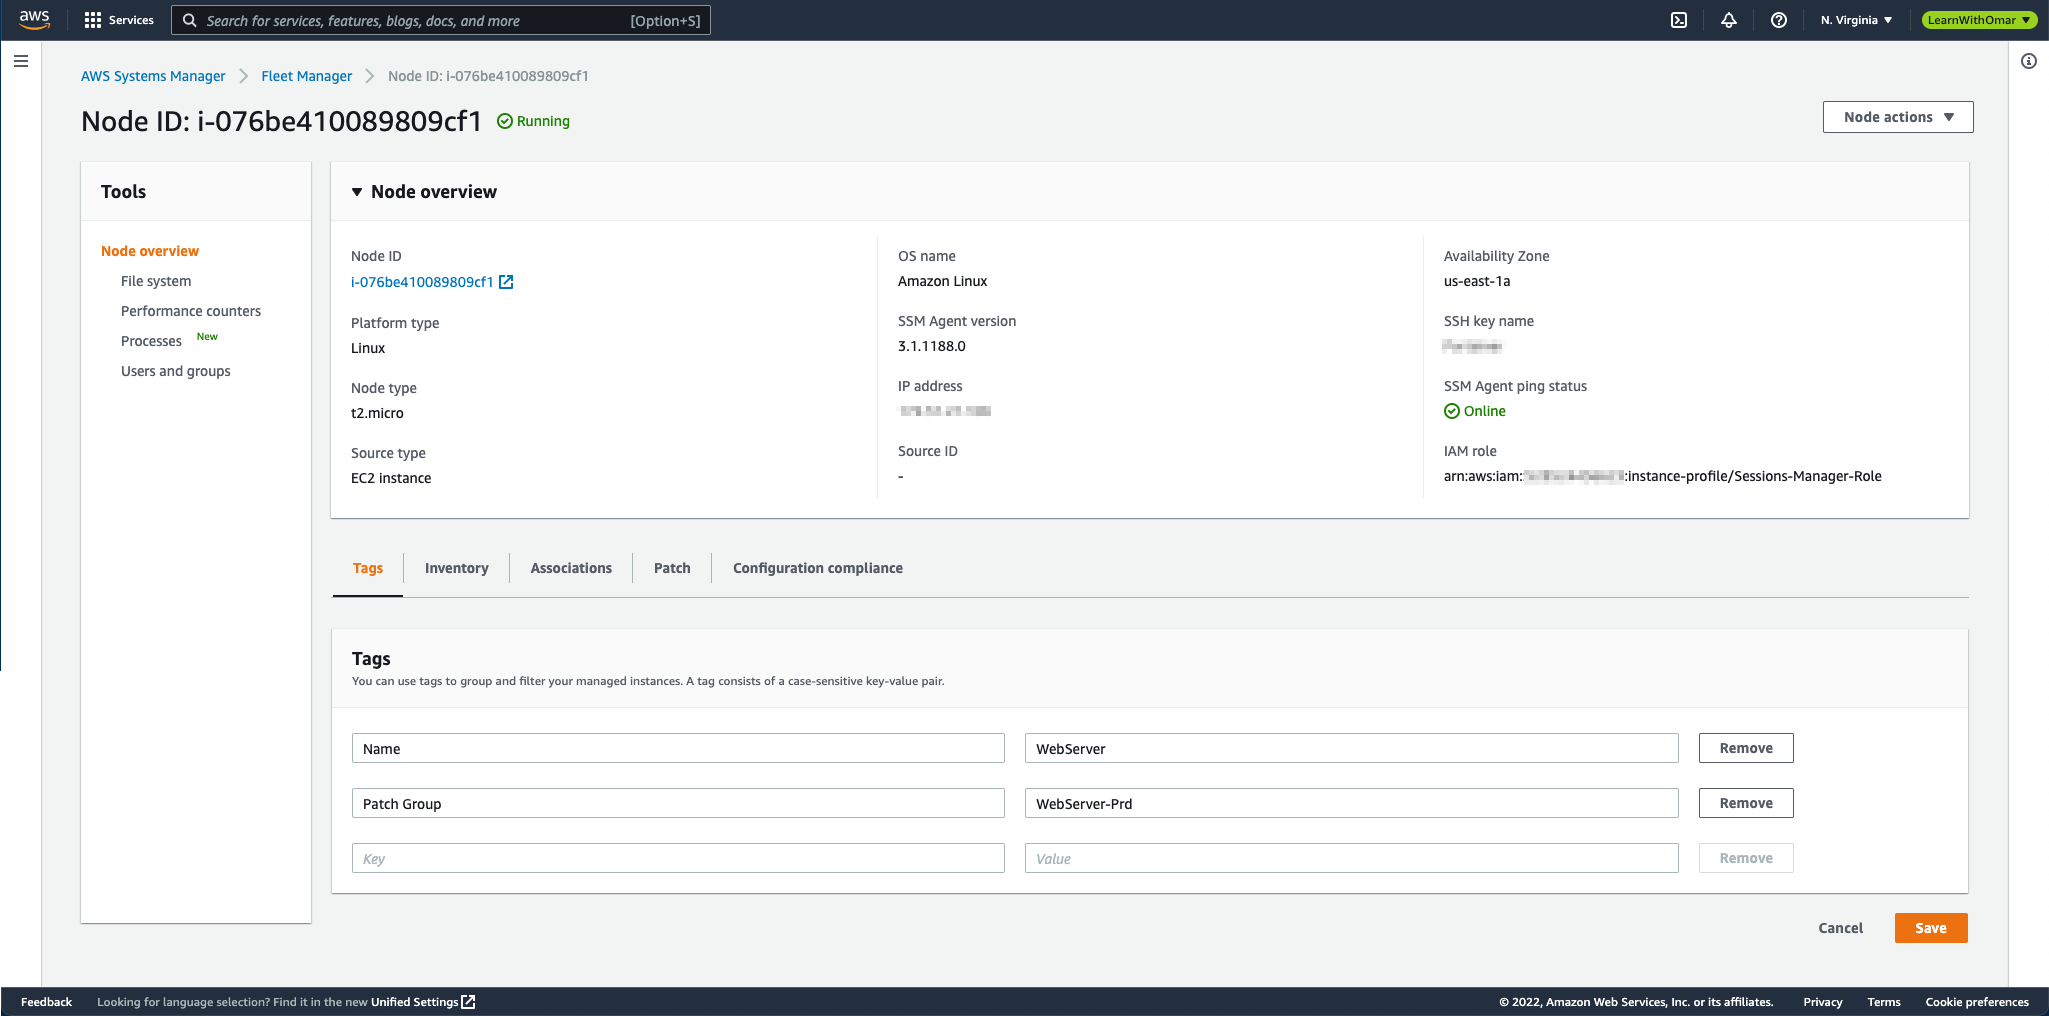 aws
Services
Search for services, features, blogs, docs, and more [Option+S]
N. Virginia
LearnWithOmar
AWS Systems Manager
Fleet Manager
Node ID: i-076be410089809cf1
Node ID: i-076be410089809cf1
Running
Node actions
Tools
Node overview
File system
Performance counters
Processes New
Users and groups
Node overview
Node ID
i-076be410089809cf1
Platform type
Linux
Node type
t2.micro
Source type
EC2 instance
OS name
Amazon Linux
SSM Agent version
3.1.1188.0
IP address
Source ID
-
Availability Zone
us-east-1a
SSH key name
SSM Agent ping status
Online
IAM role
arn:aws:iam: :instance-profile/Sessions-Manager-Role
Tags
Inventory
Associations
Patch
Configuration compliance
Tags
You can use tags to group and filter your managed instances. A tag consists of a case-sensitive key-value pair.
Name
WebServer
Remove
Patch Group
WebServer-Prd
Remove
Key
Value
Remove
Cancel
Save
Feedback
Looking for language selection? Find it in the new Unified Settings
© 2022, Amazon Web Services, Inc. or its affiliates.
Privacy
Terms
Cookie preferences